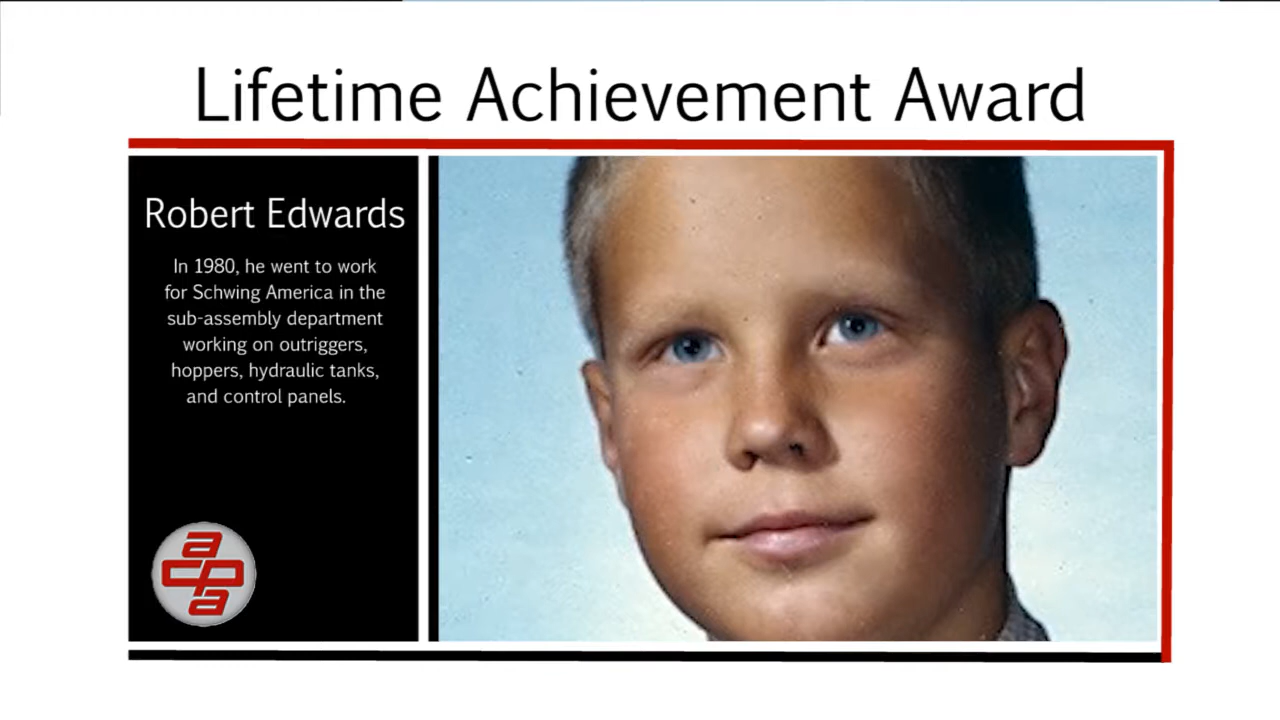 Lifetime Achievement Award
Robert Edwards
In 1980, he went to work
for Schwing America in the
sub-assembly department
working on outriggers,
hoppers, hydraulic tanks,
and control panels.
a
cpa
a